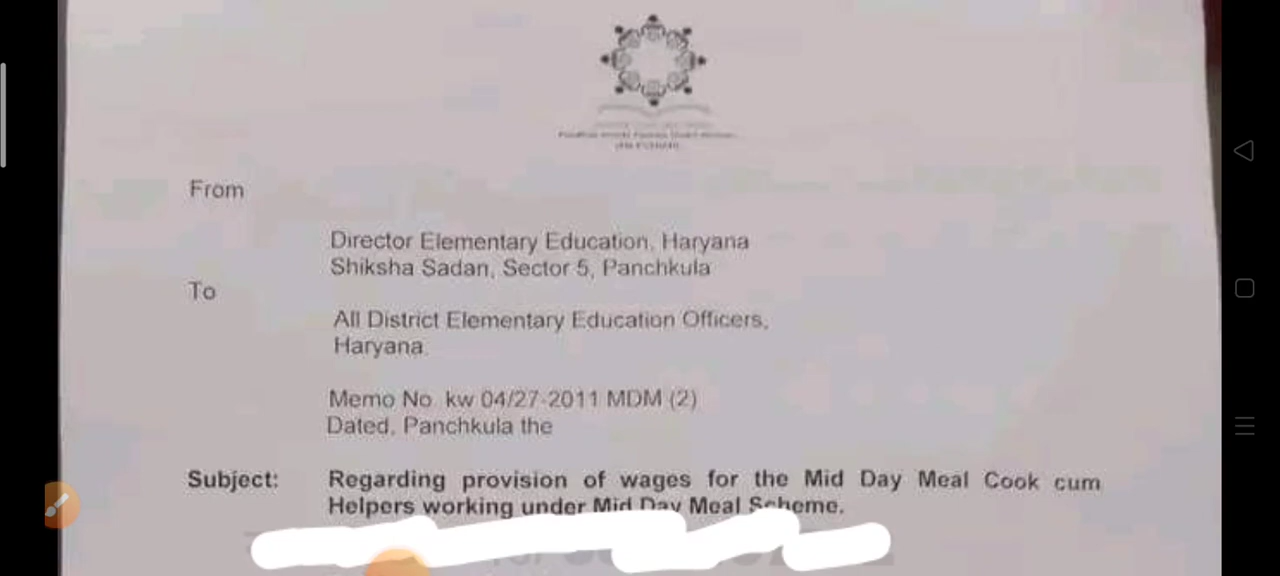 From
Director Elementary Education, Haryana
Shiksha Sadan, Sector 5, Panchkula
To
All District Elementary Education Officers,
Haryana.
Memo No. kw 04/27-2011 MDM (2)
Dated, Panchkula the
Subject: Regarding provision of wages for the Mid Day Meal Cook cum
Helpers working under Mid Day Meal Scheme.